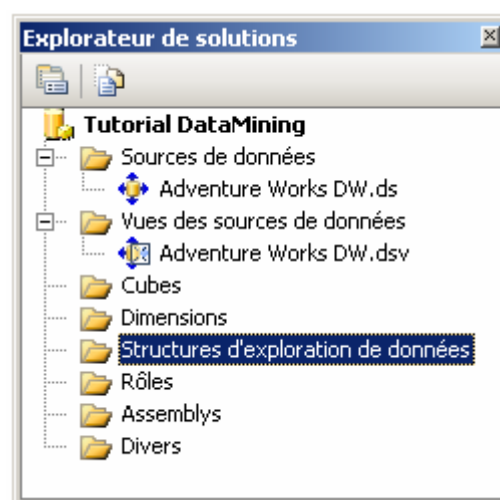 Explorateur de solutions
Tutorial DataMining
Sources de données
Adventure Works DW.ds
Vues des sources de données
Adventure Works DW.dsv
Cubes
Dimensions
Structures d'exploration de données
Rôles
Assemblys
Divers